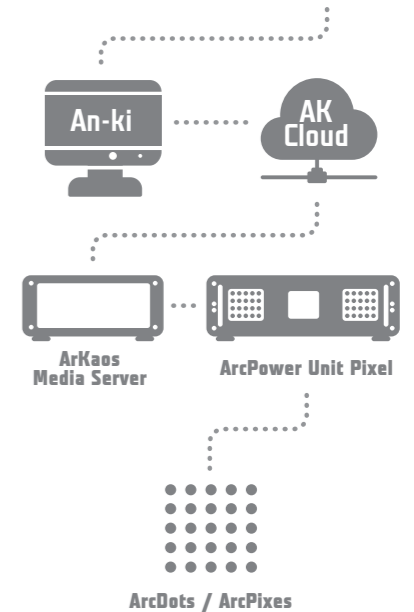 An-ki
AK
Cloud
ArKaos
Media Server
ArcPower Unit Pixel
ArcDots / ArcPixes